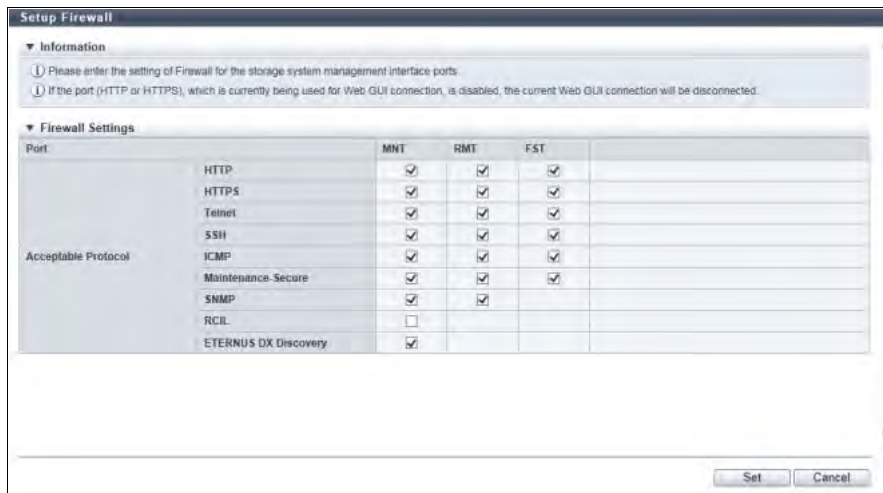 Setup Firewall
▼ Information
Please enter the setting of Firewall for the storage system management interface ports.
If the port (HTTP or HTTPS), which is currently being used for Web GUI connection, is disabled, the current Web GUI connection will be disconnected.
▼ Firewall Settings
Port MNT RMT FST
Acceptable Protocol
HTTP
HTTPS
Telnet
SSH
ICMP
Maintenance-Secure
SNMP
RCIL
ETERNUS DX Discovery
Set Cancel